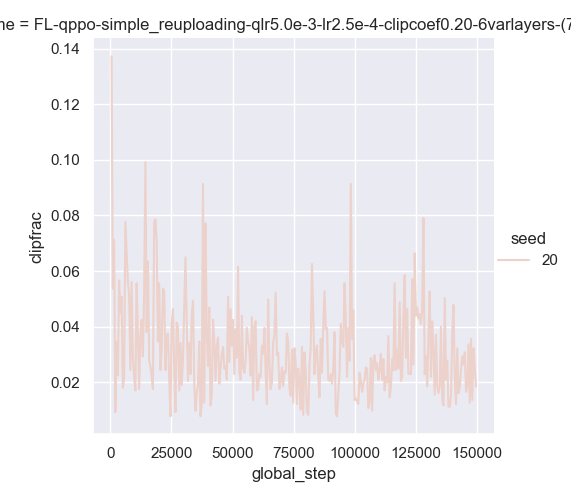 me = FL-qppo-simple_reuploading-qlr5.0e-3-lr2.5e-4-clipcoef0.20-6varlayers-(7
0.14
0.12
0.10
0.08
0.06
0.04
0.02
clipfrac
0 25000 50000 75000 100000 125000 150000
global_step
seed
20